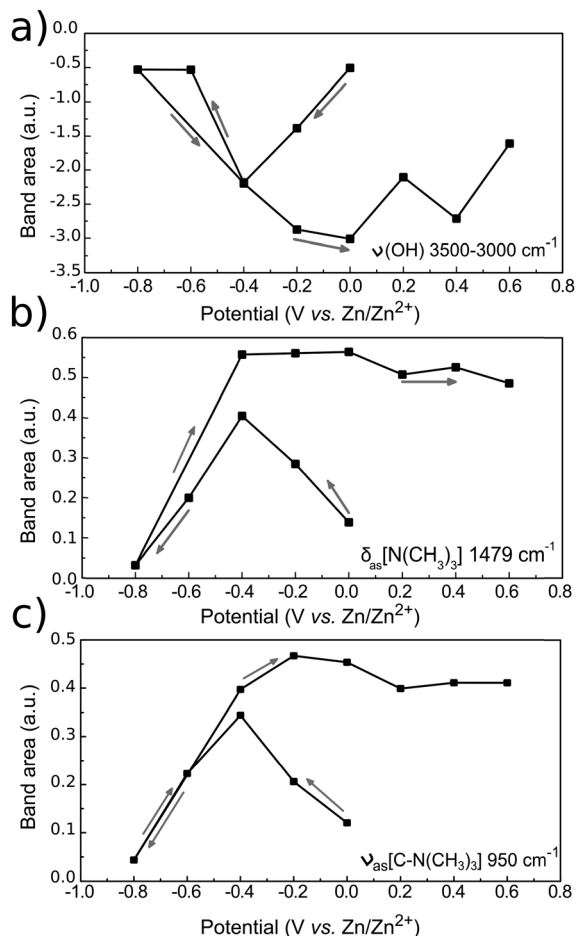 a)
0.0
-0.5
-1.0
-1.5
-2.0
-2.5
-3.0
-3.5
Band area (a.u.)
ν(OH) 3500-3000 cm⁻¹
-1.0 -0.8 -0.6 -0.4 -0.2 0.0 0.2 0.4 0.6 0.8
Potential (V vs. Zn/Zn²⁺)
b)
0.6
0.5
0.4
0.3
0.2
0.1
0.0
Band area (a.u.)
δas[N(CH₃)₃] 1479 cm⁻¹
-1.0 -0.8 -0.6 -0.4 -0.2 0.0 0.2 0.4 0.6 0.8
Potential (V vs. Zn/Zn²⁺)
c)
0.5
0.4
0.3
0.2
0.1
0.0
Band area (a.u.)
νas[C-N(CH₃)₃] 950 cm⁻¹
-1.0 -0.8 -0.6 -0.4 -0.2 0.0 0.2 0.4 0.6 0.8
Potential (V vs. Zn/Zn²⁺)